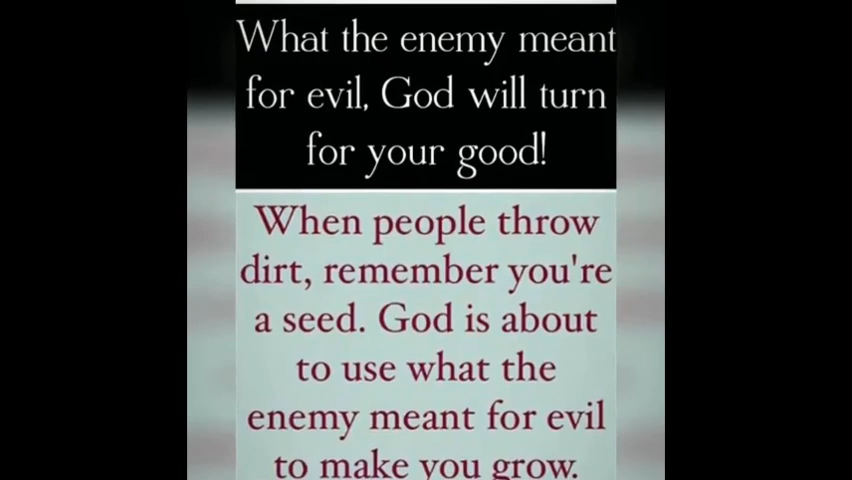 What the enemy meant
for evil, God will turn
for your good!
When people throw
dirt, remember you're
a seed. God is about
to use what the
enemy meant for evil
to make you grow.